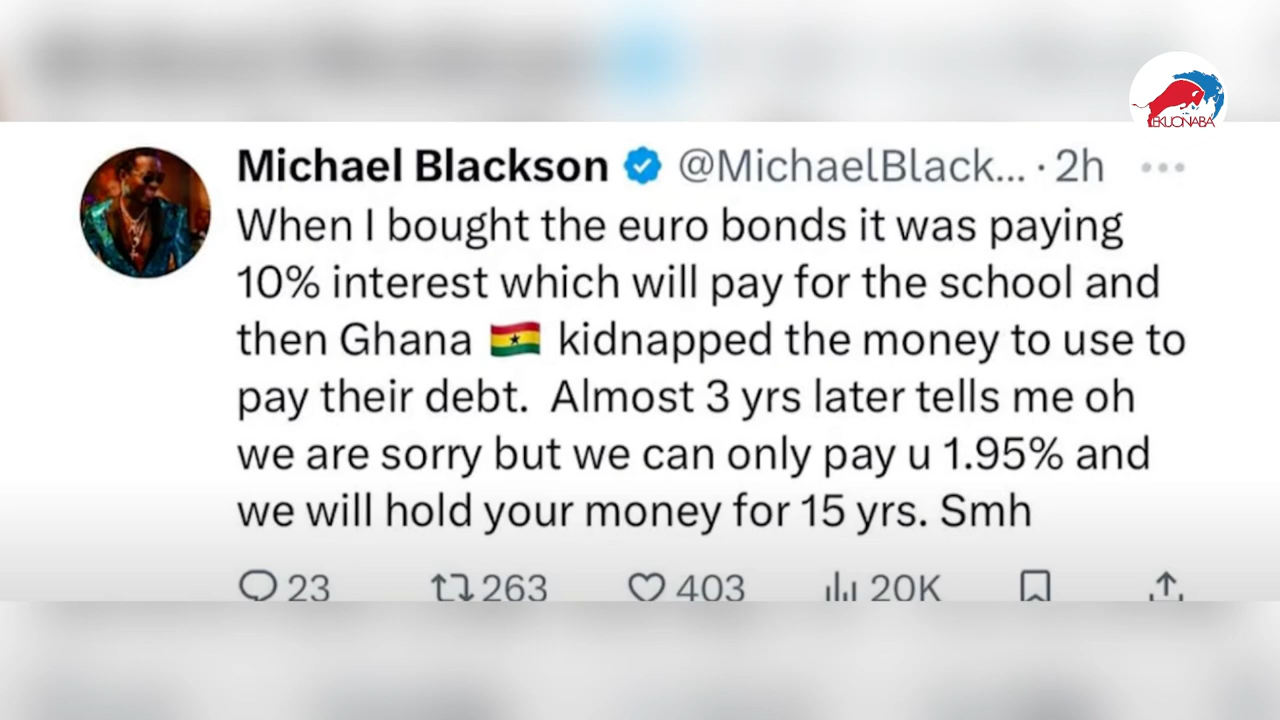 EKUONABA
Michael Blackson @MichaelBlack... · 2h
When I bought the euro bonds it was paying
10% interest which will pay for the school and
then Ghana 🇬🇭 kidnapped the money to use to
pay their debt.  Almost 3 yrs later tells me oh
we are sorry but we can only pay u 1.95% and
we will hold your money for 15 yrs. Smh
23 263 403 20K